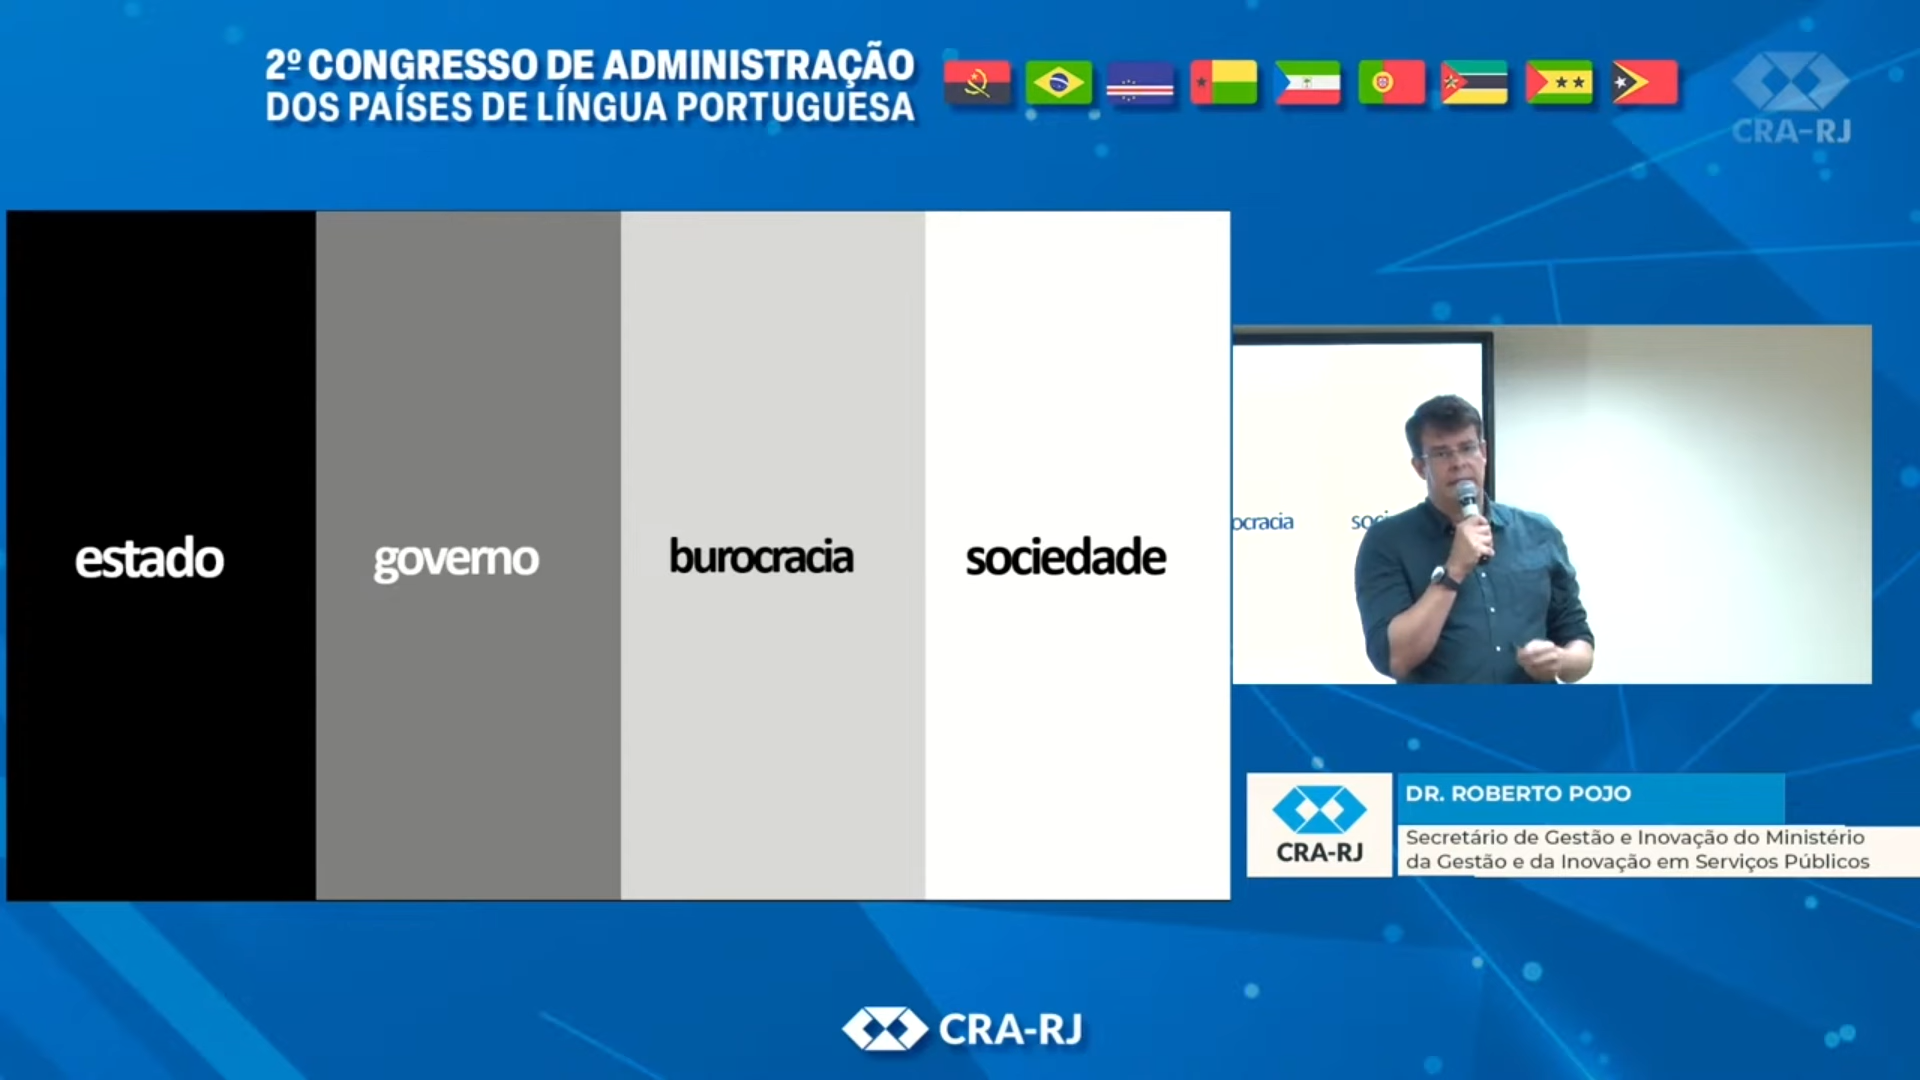 2º CONGRESSO DE ADMINISTRAÇÃO
DOS PAÍSES DE LÍNGUA PORTUGUESA
CRA-RJ
estado
governo
burocracia
sociedade
ocracia
soci
DR. ROBERTO POJO
Secretário de Gestão e Inovação do Ministério
da Gestão e da Inovação em Serviços Públicos
CRA-RJ
CRA-RJ